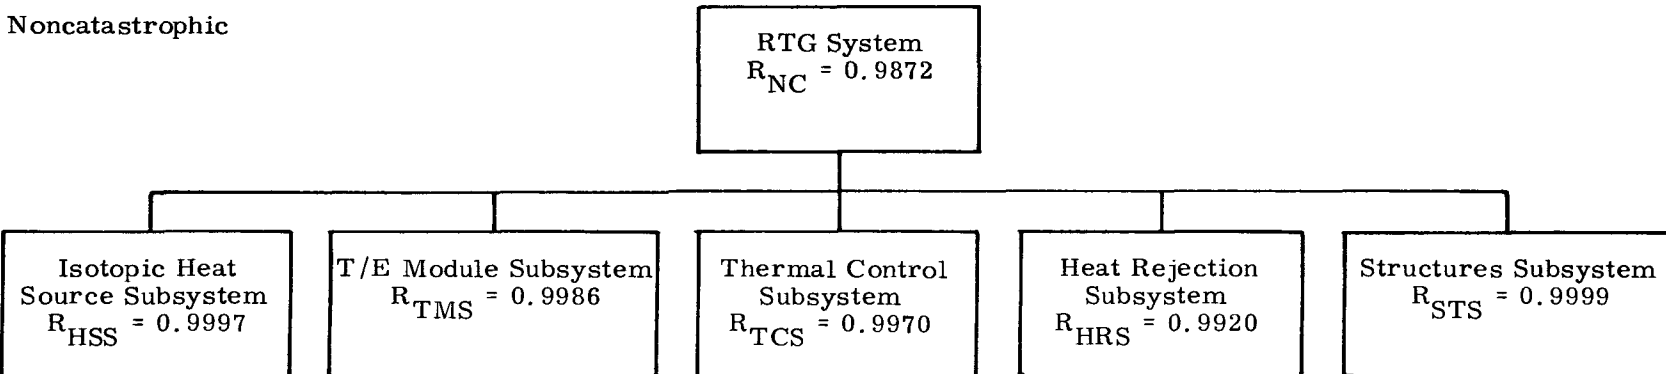 Noncatastrophic
RTG System
R_NC = 0.9872
Isotopic Heat
Source Subsystem
R_HSS = 0.9997
T/E Module Subsystem
R_TMS = 0.9986
Thermal Control
Subsystem
R_TCS = 0.9970
Heat Rejection
Subsystem
R_HRS = 0.9920
Structures Subsystem
R_STS = 0.9999